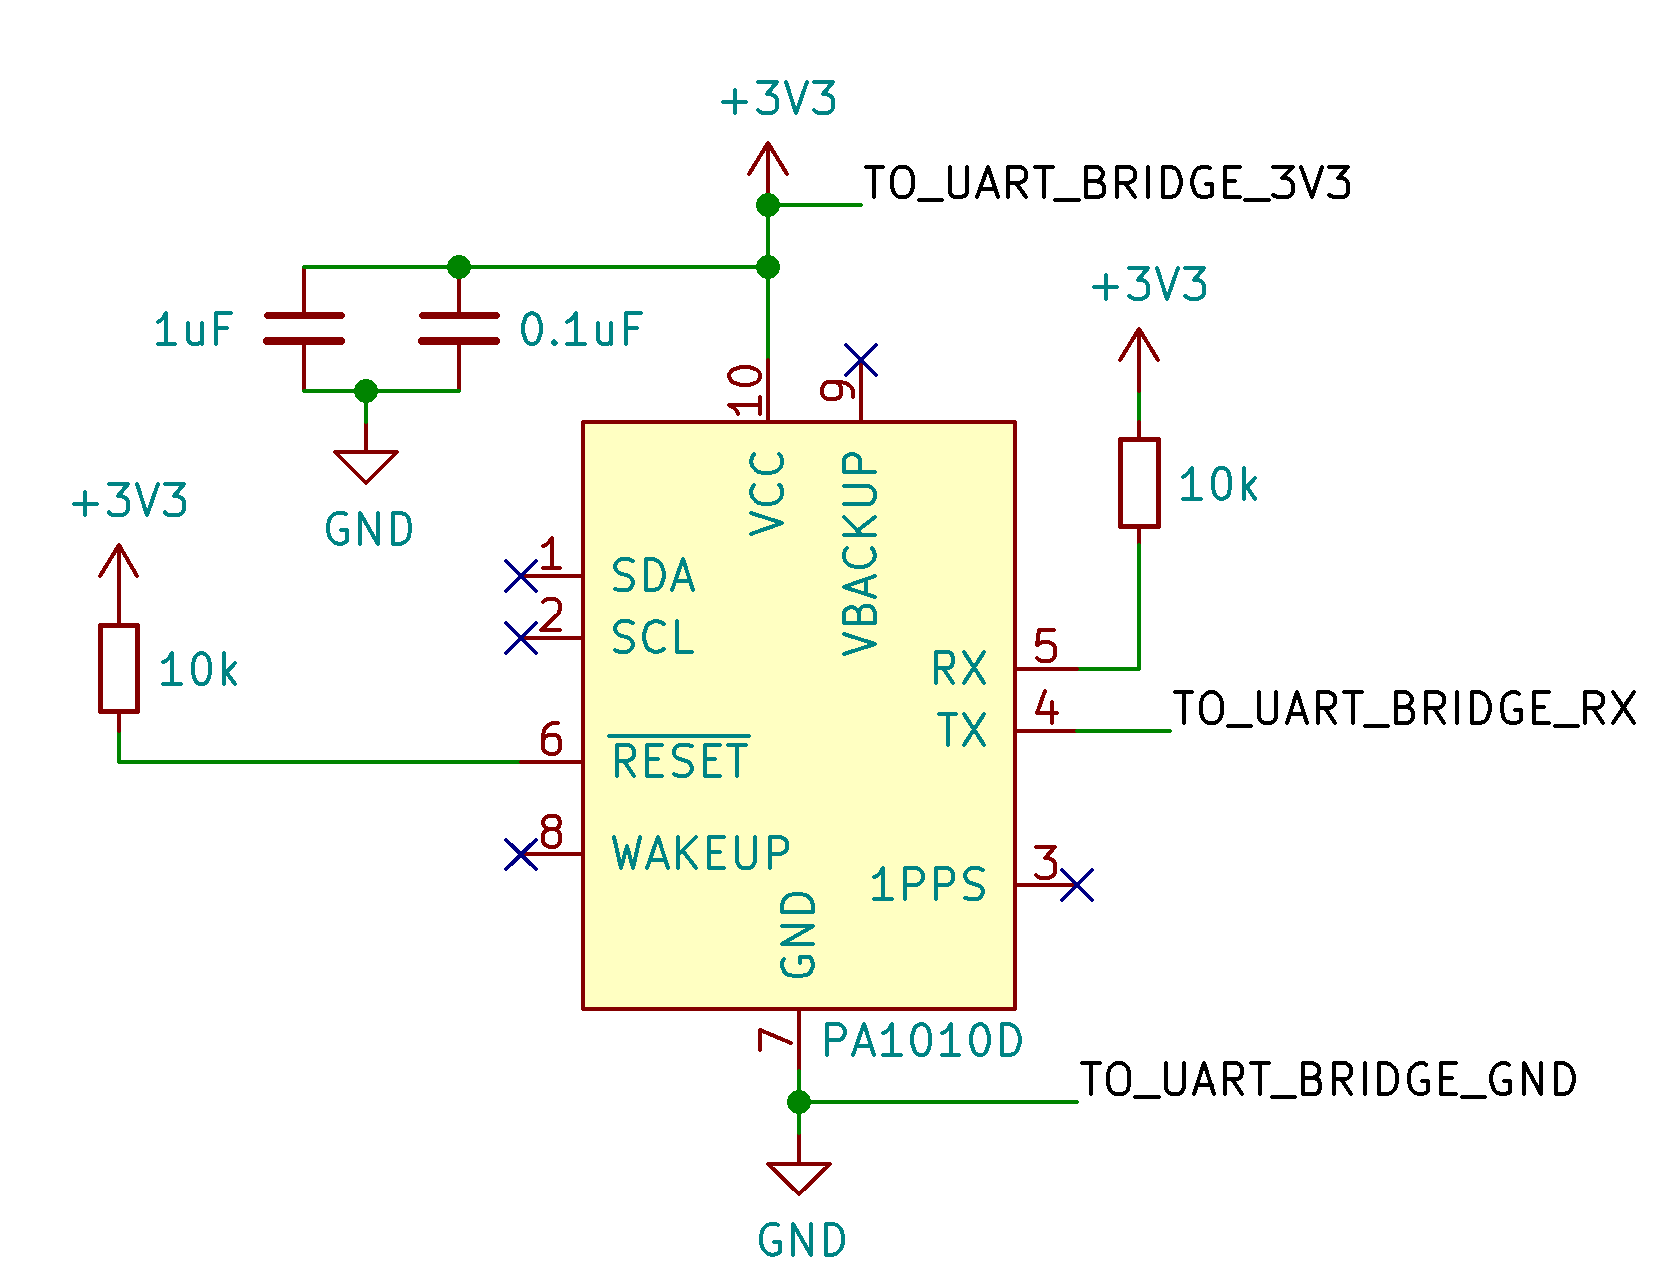 +3V3
TO_UART_BRIDGE_3V3
+3V3
1uF
0.1uF
10
9
10k
+3V3
GND
VCC
VBACKUP
1
SDA
2
SCL
10k
5
RX
4
TX
TO_UART_BRIDGE_RX
6
RESET
8
WAKEUP
3
1PPS
GND
7
PA1010D
TO_UART_BRIDGE_GND
GND